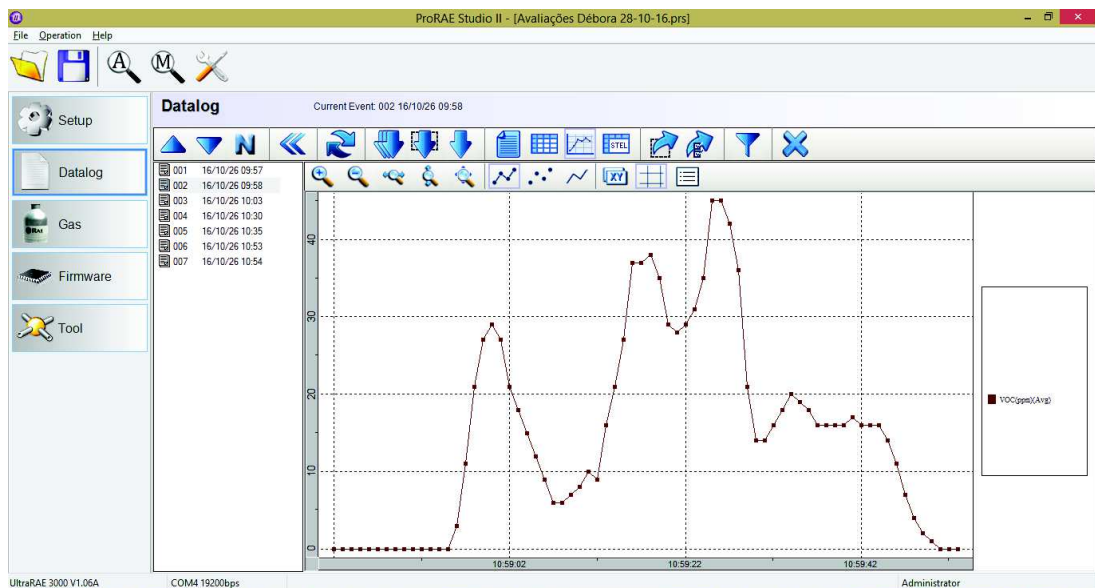 ProRAE Studio II - [Avaliações Débora 28-10-16.prs]
File Operation Help
A M
Setup
Datalog
Gas
Firmware
Tool
Datalog Current Event: 002 16/10/26 09:58
N STEL
XY
001 16/10/26 09:57
002 16/10/26 09:58
003 16/10/26 10:03
004 16/10/26 10:30
005 16/10/26 10:35
006 16/10/26 10:53
007 16/10/26 10:54
40
30
20
10
0
10:59:02 10:59:22 10:59:42
VOC(ppm)(Avg)
UltraRAE 3000 V1.06A COM4 19200bps Administrator